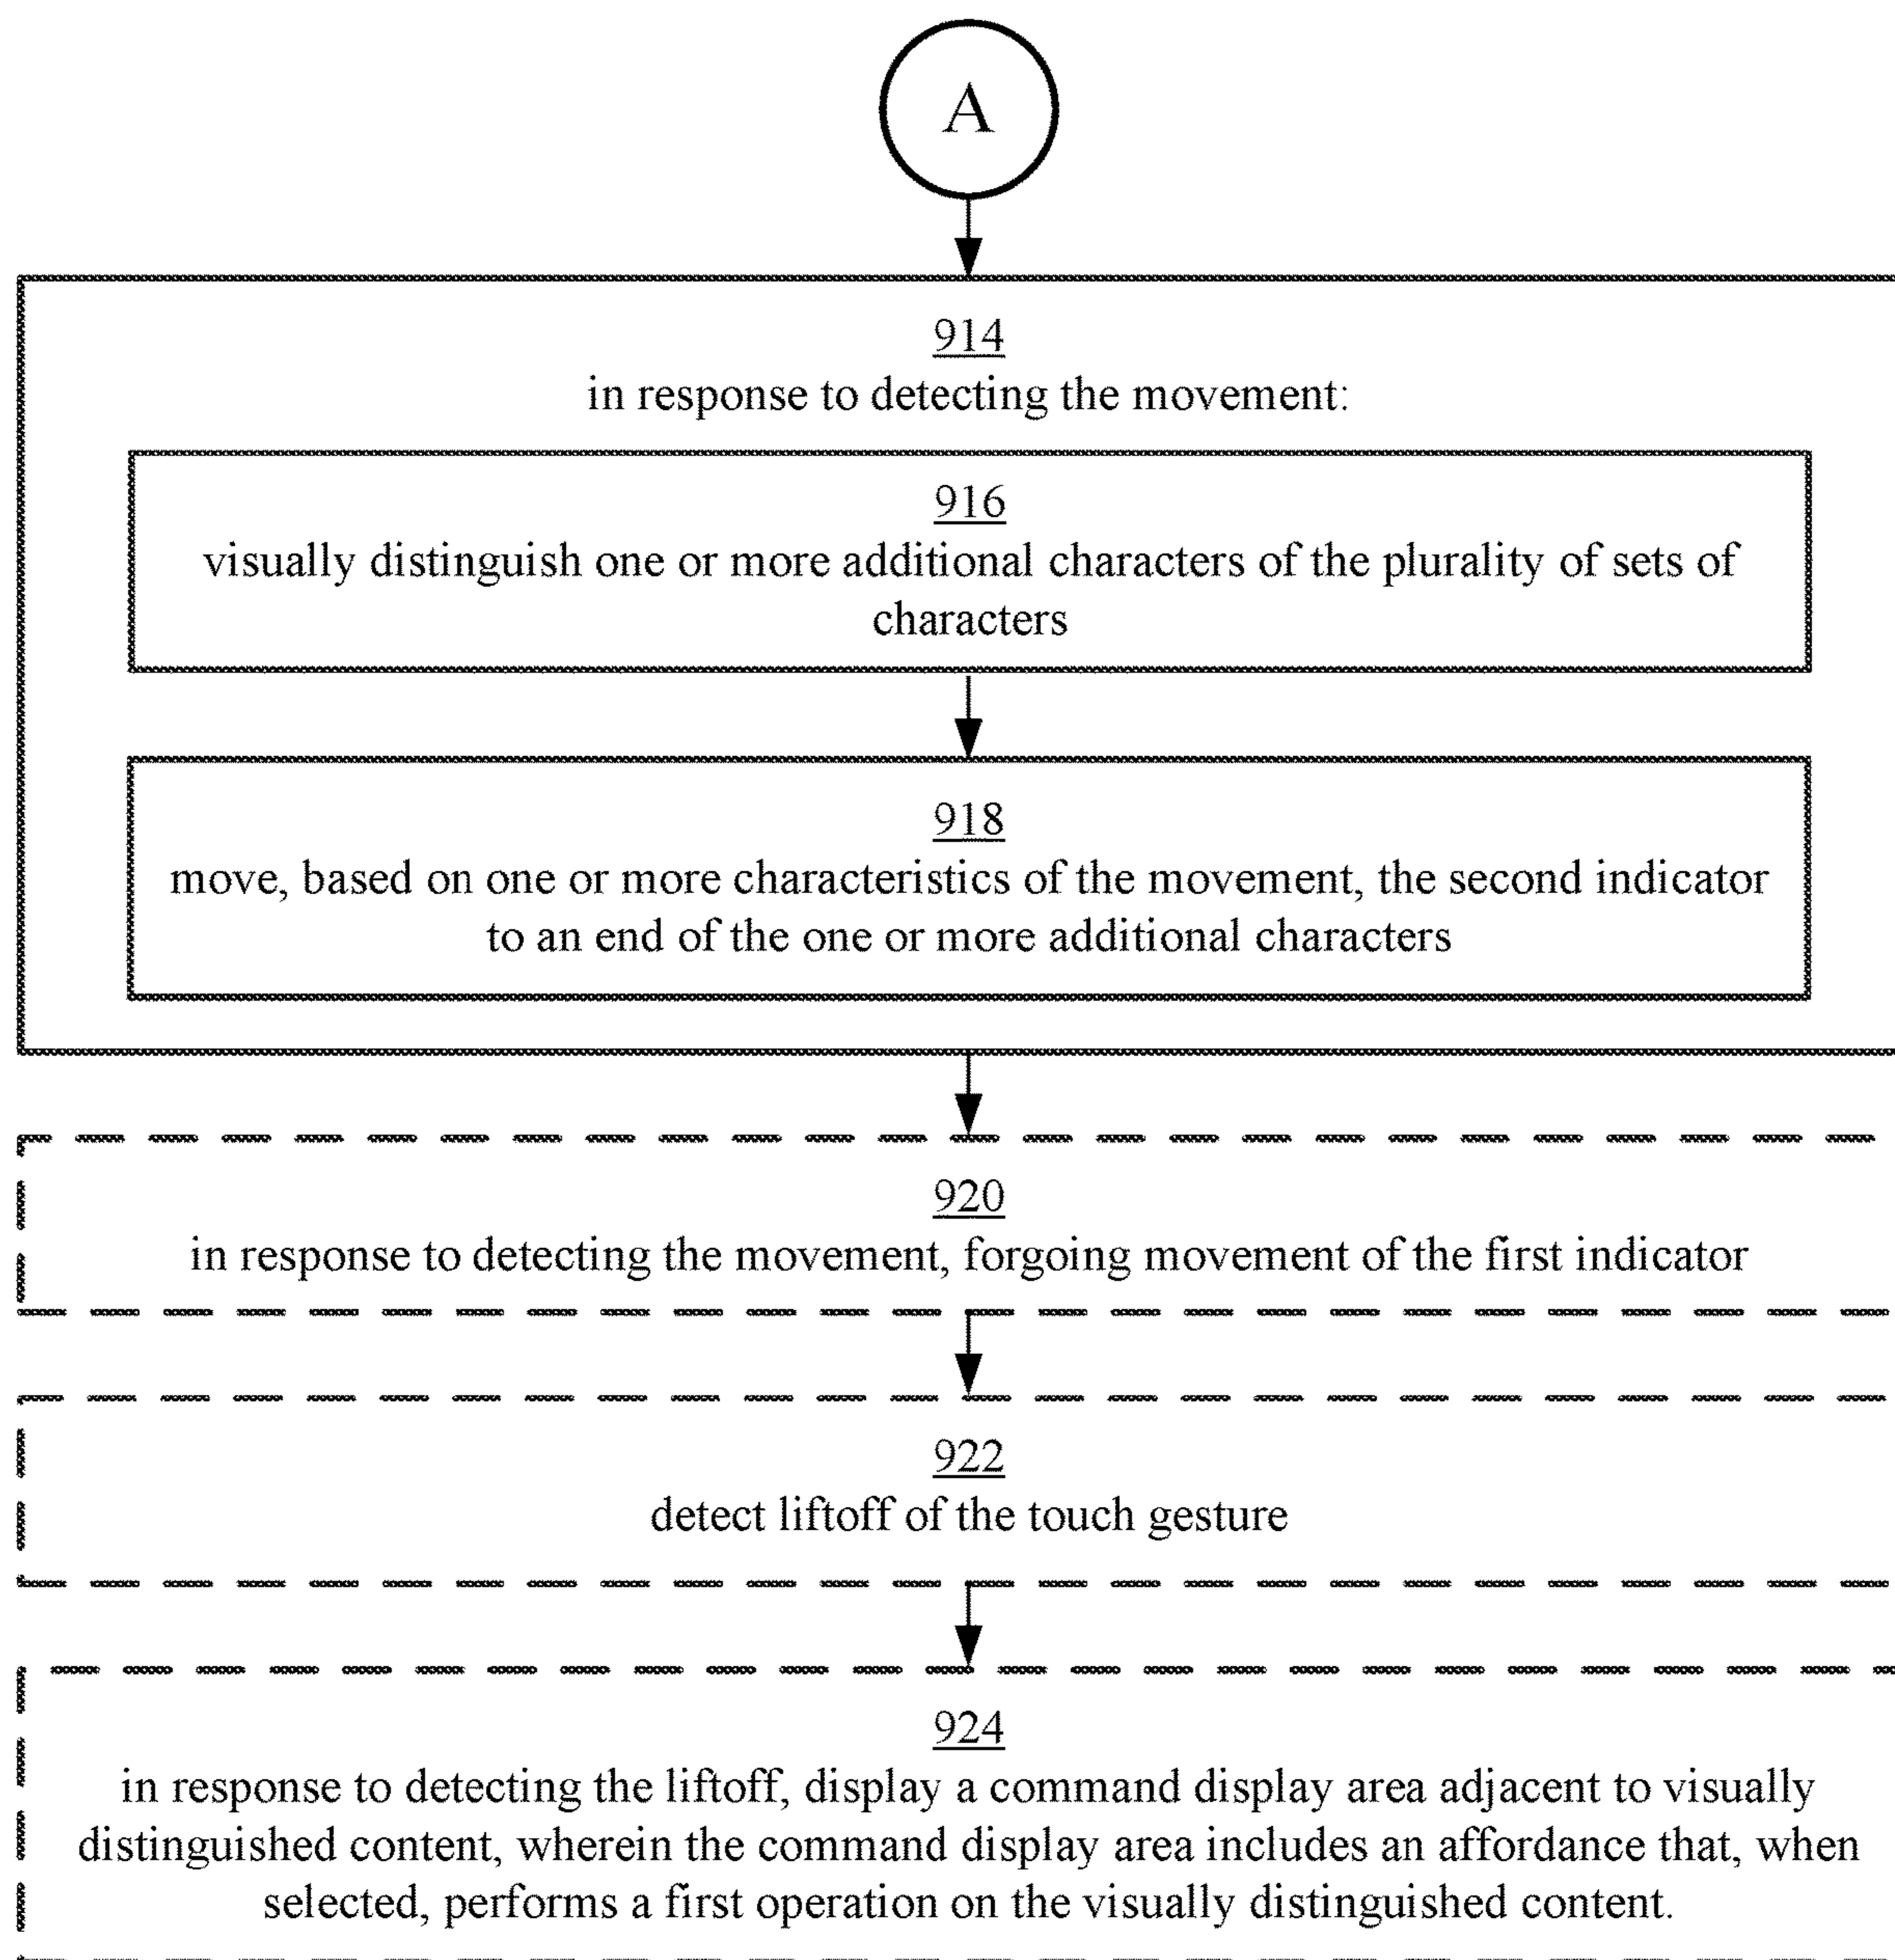 A
914
in response to detecting the movement:
916
visually distinguish one or more additional characters of the plurality of sets of
characters
918
move, based on one or more characteristics of the movement, the second indicator
to an end of the one or more additional characters
920
in response to detecting the movement, forgoing movement of the first indicator
922
detect liftoff of the touch gesture
924
in response to detecting the liftoff, display a command display area adjacent to visually
distinguished content, wherein the command display area includes an affordance that, when
selected, performs a first operation on the visually distinguished content.